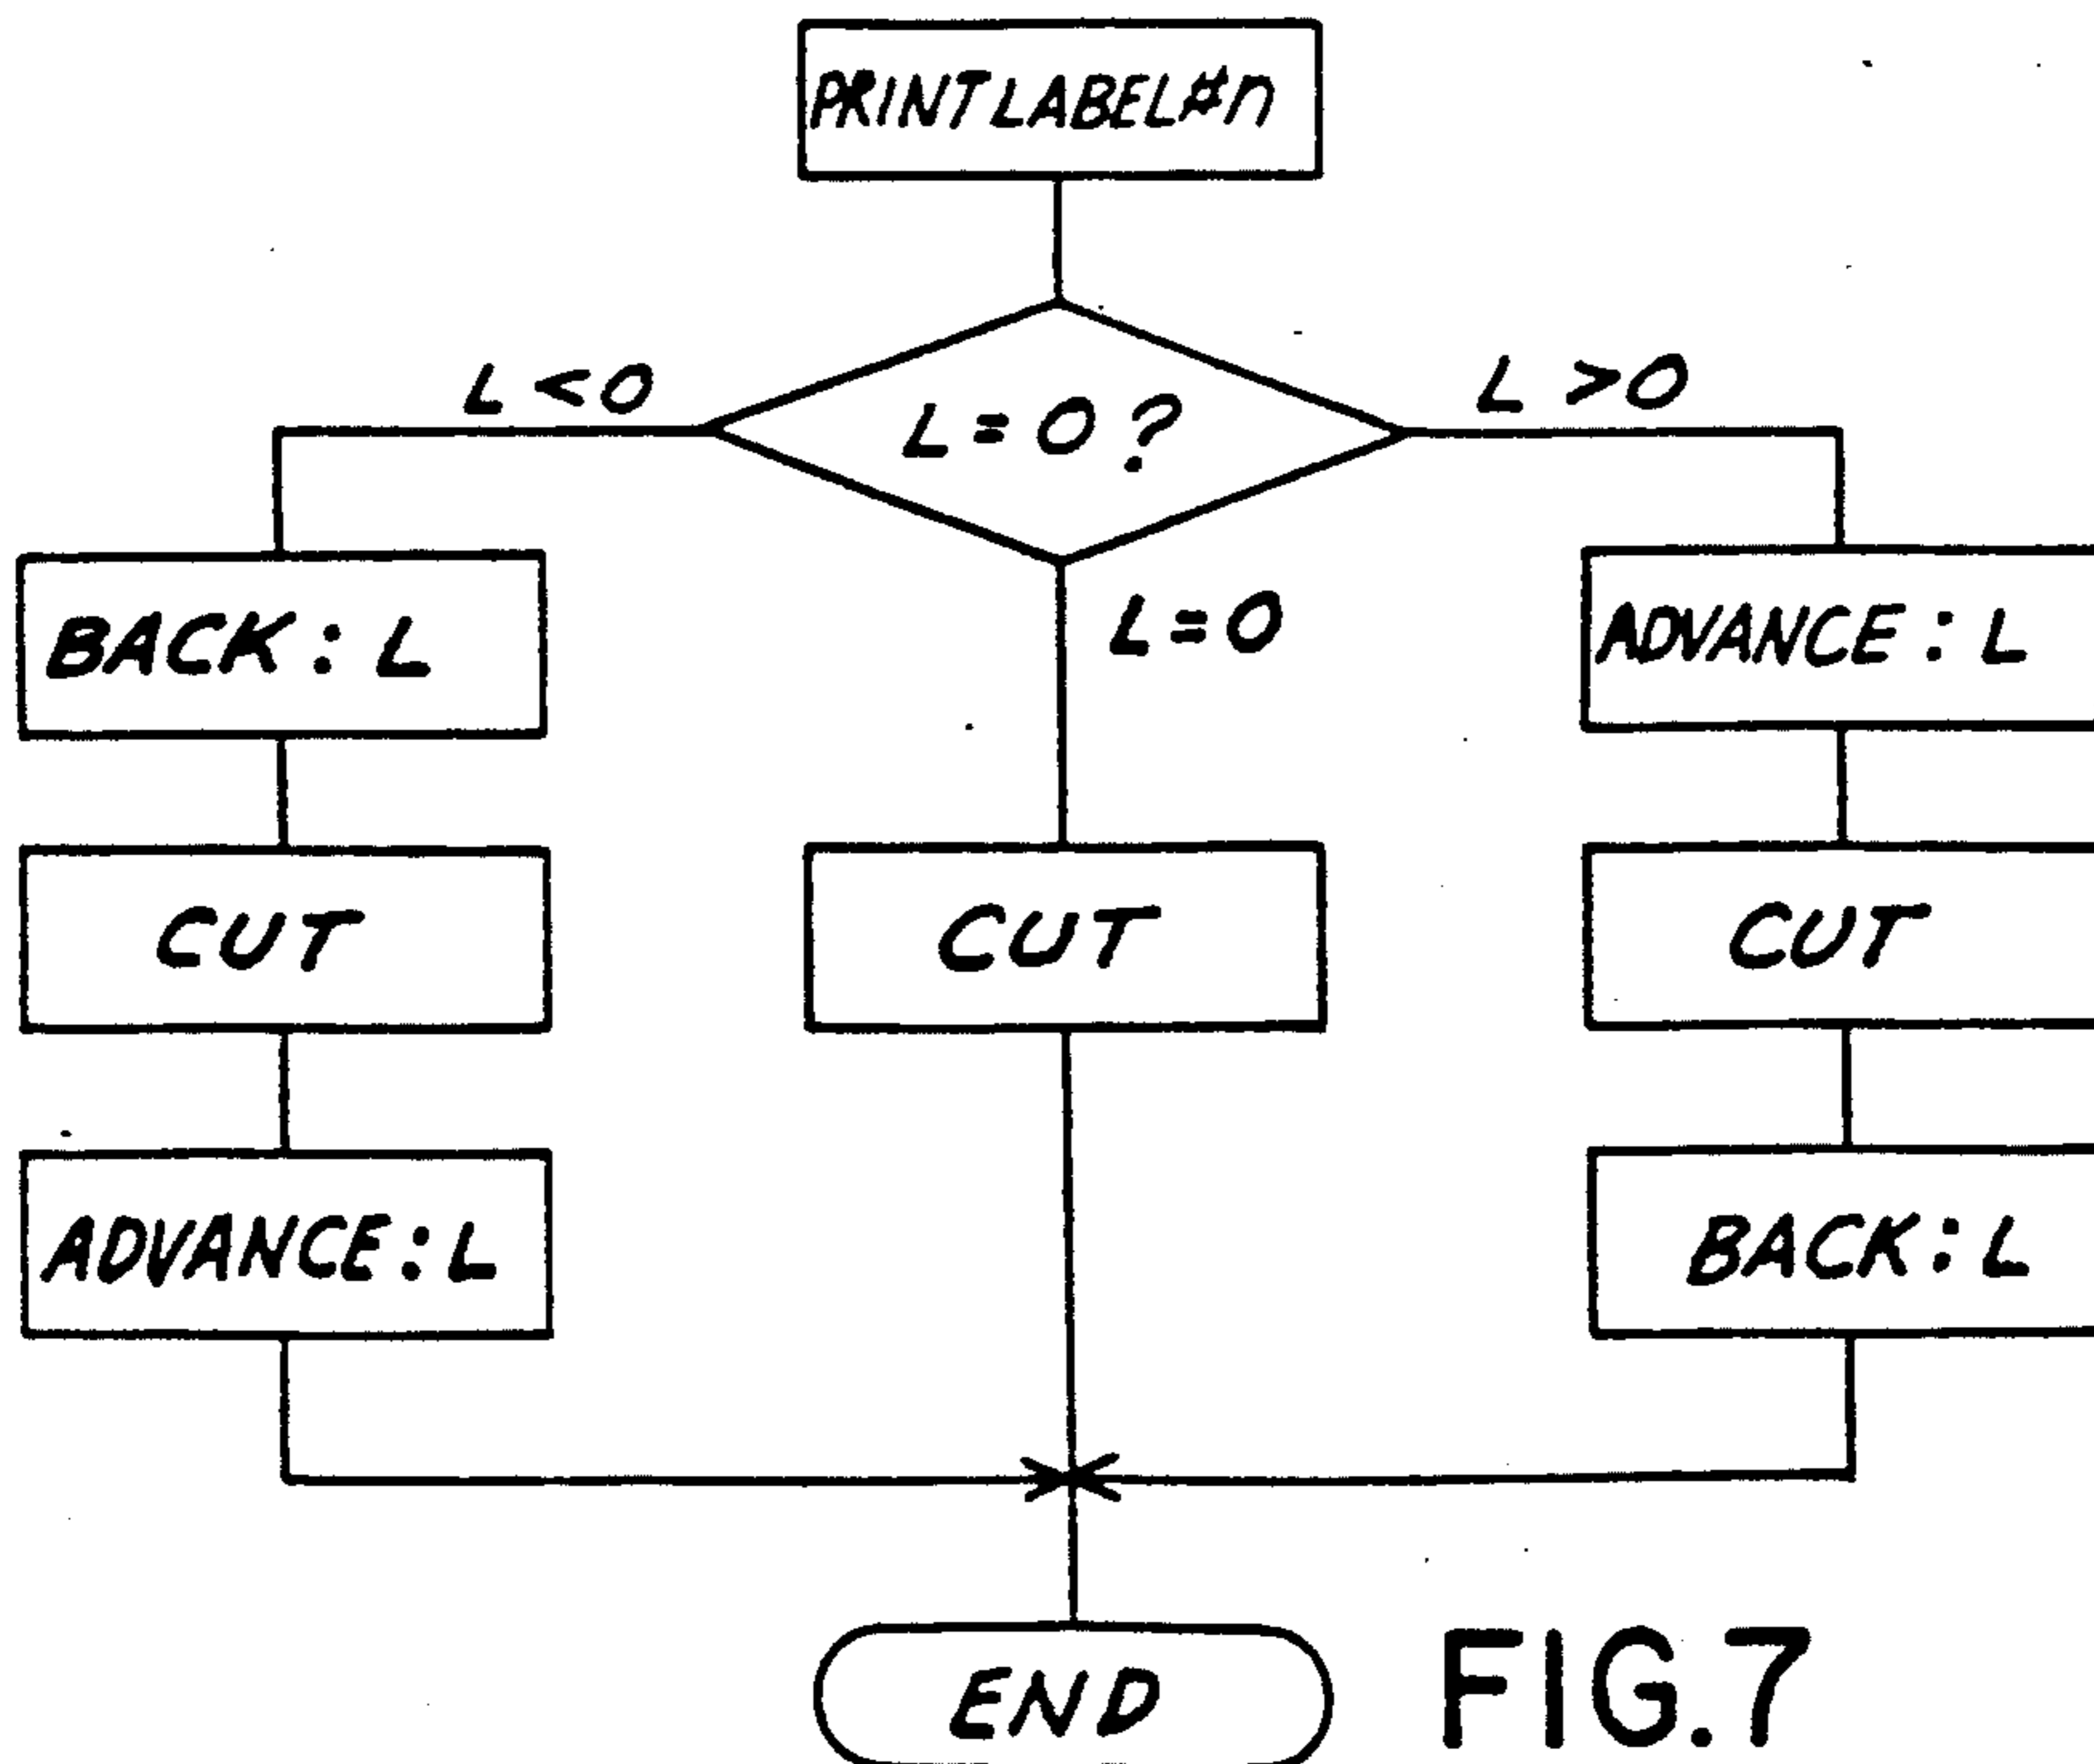 PRINT LABEL #n
L<0
L=0?
L>0
L=0
BACK: L
ADVANCE: L
CUT
CUT
CUT
ADVANCE: L
BACK: L
END
FIG.7